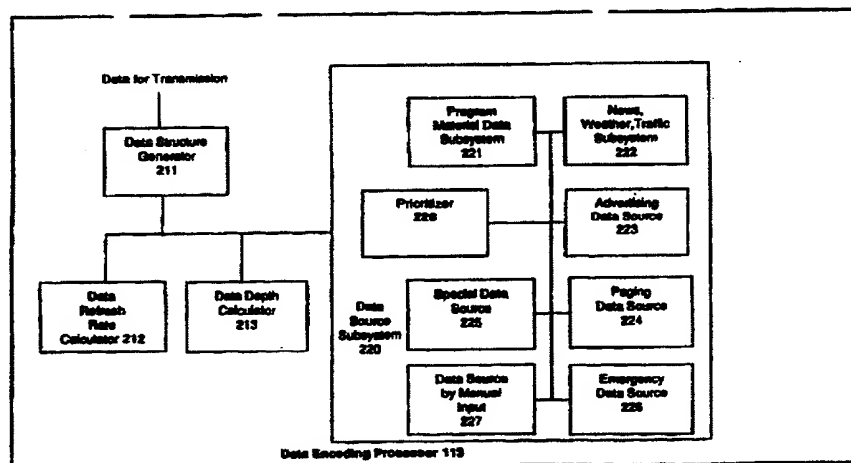 Data for Transmission
Data Structure
Generator
211
Data
Refresh
Rate
Calculator 212
Data Depth
Calculator
213
Program
Material Data
Subsystem
221
News,
Weather,Traffic
Subsystem
222
Prioritizer
Advertising
Data Source
223
Data
Source
Subsystem
220
Special Data
Source
225
Paging
Data Source
224
Data Source
by Manual
Input
227
Emergency
Data Source
226
Data Encoding Processor 113